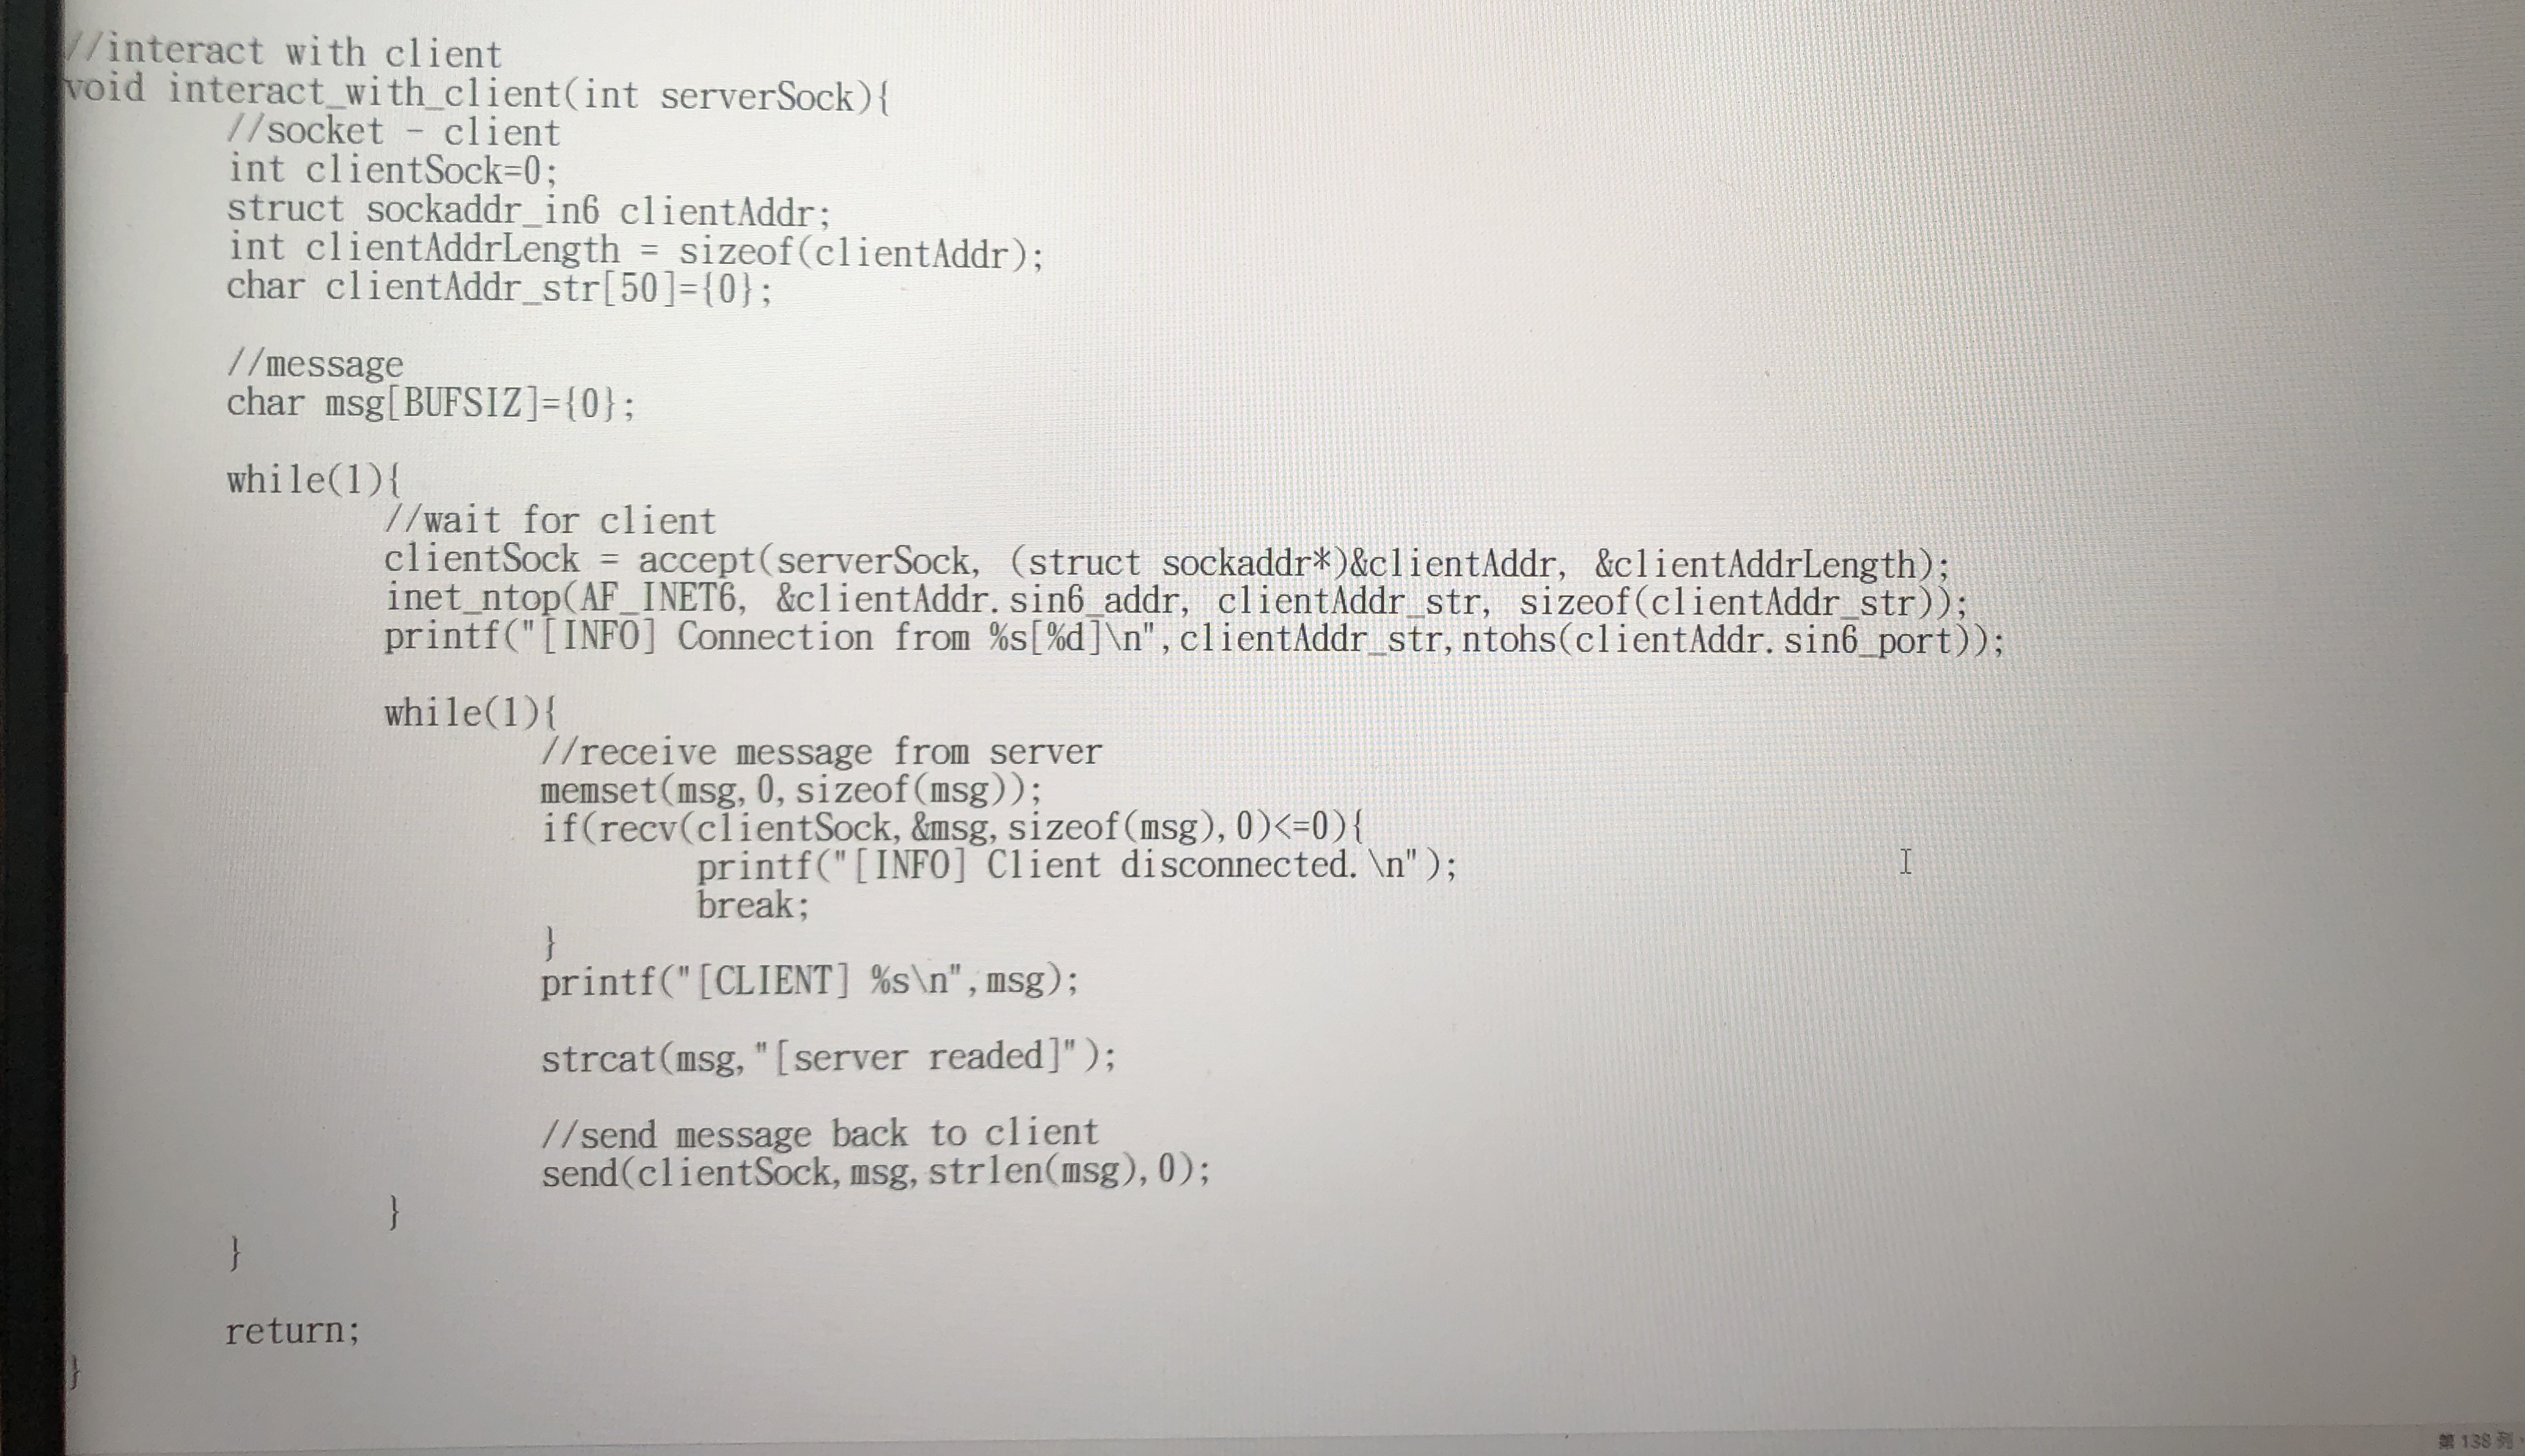 //interact with client
void interact_with_client(int serverSock){
        //socket - client
        int clientSock=0;
        struct sockaddr_in6 clientAddr;
        int clientAddrLength = sizeof(clientAddr);
        char clientAddr_str[50]={0};

        //message
        char msg[BUFSIZ]={0};

        while(1){
                //wait for client
                clientSock = accept(serverSock, (struct sockaddr*)&clientAddr, &clientAddrLength);
                inet_ntop(AF_INET6, &clientAddr.sin6_addr, clientAddr_str, sizeof(clientAddr_str));
                printf("[INFO] Connection from %s[%d]\n",clientAddr_str,ntohs(clientAddr.sin6_port));

                while(1){
                        //receive message from server
                        memset(msg,0,sizeof(msg));
                        if(recv(clientSock,&msg,sizeof(msg),0)<=0){
                                printf("[INFO] Client disconnected.\n");
                                break;
                        }
                        printf("[CLIENT] %s\n",msg);

                        strcat(msg,"[server readed]");

                        //send message back to client
                        send(clientSock,msg,strlen(msg),0);
                }
        }

        return;
}
第 138 列